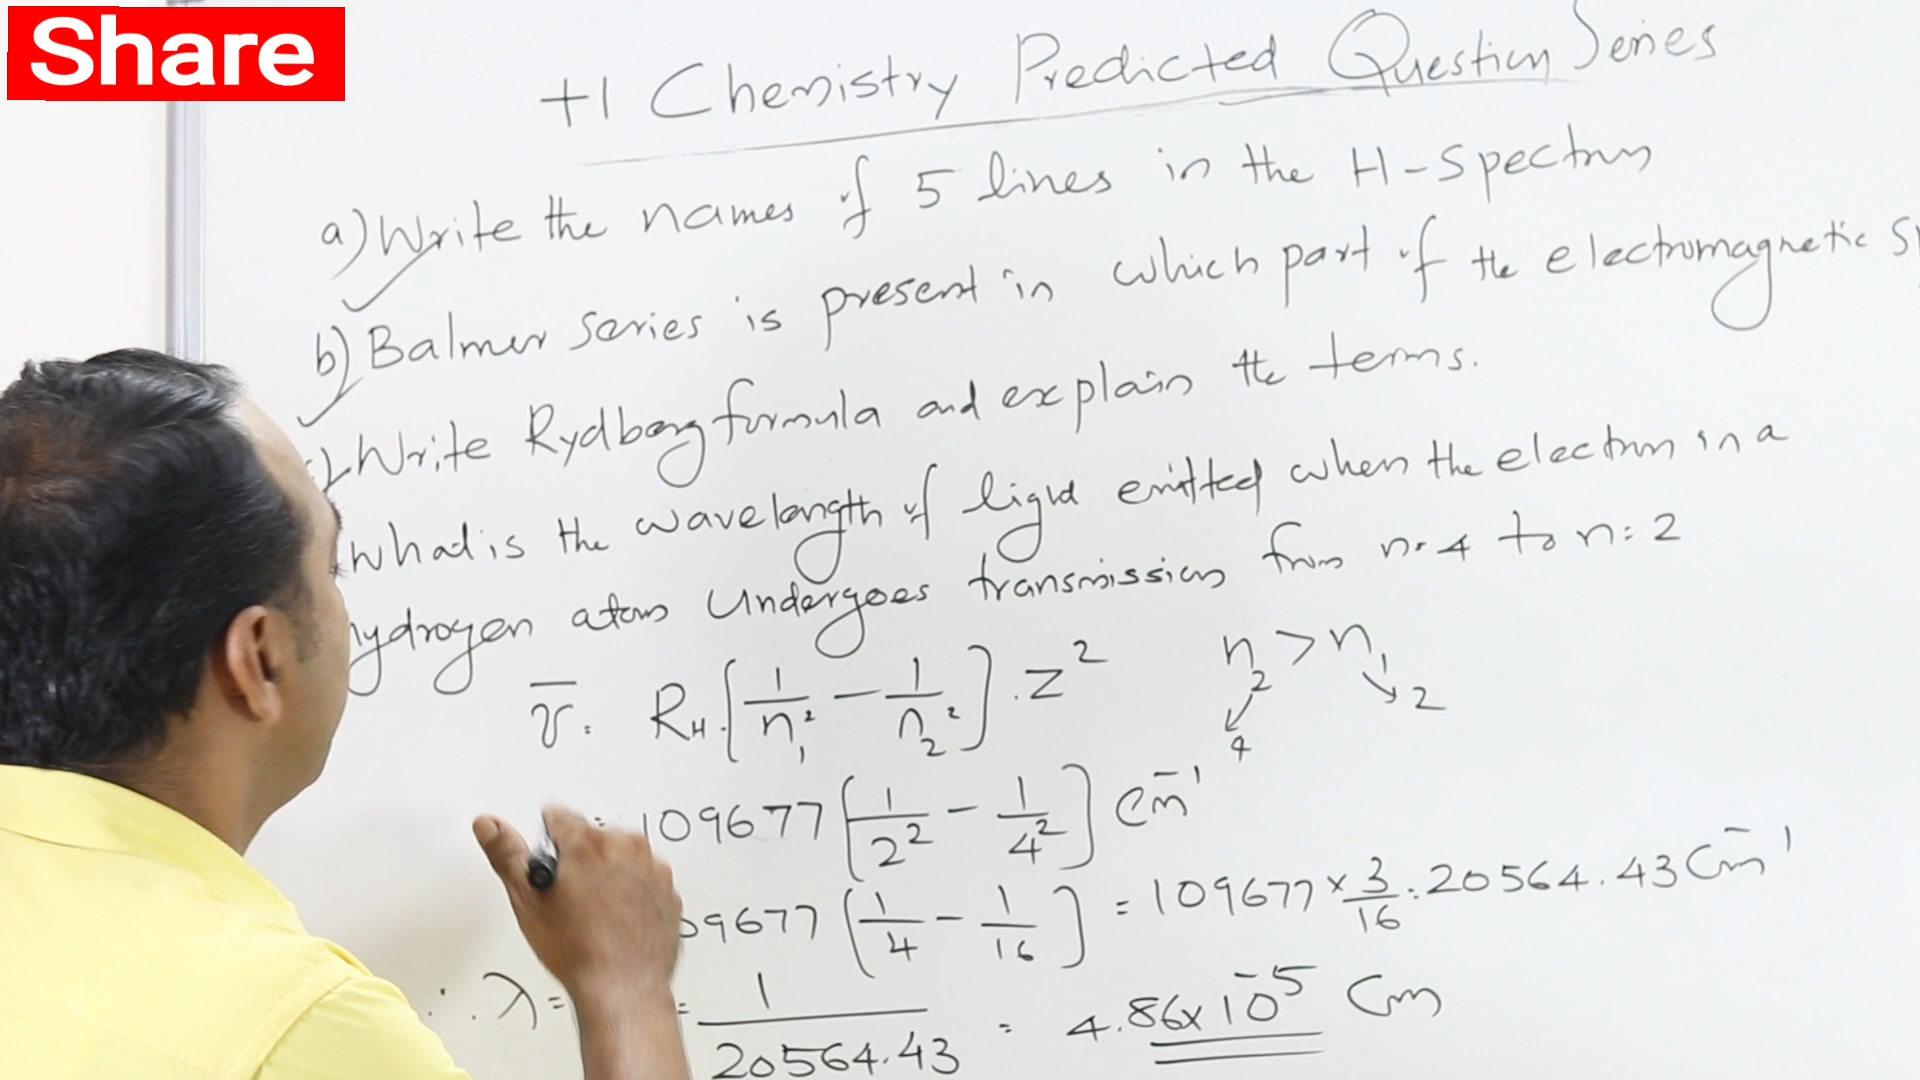 Share
+1 Chemistry Predicted Question Series
a) Write the names of 5 lines in the H-Spectrum
b) Balmer series is present in which part of the electromagnetic Sp
c) Write Rydberg formula and explain the terms.
What is the wavelength of light emitted when the electron in a
hydrogen atom Undergoes transmission from n=4 to n=2
ν̅ = R_H [1/n₁² − 1/n₂²] . Z² n₂ > n₁
4 2
= 109677 [1/2² − 1/4²] Cm⁻¹
09677 [1/4 − 1/16] = 109677 × 3/16 = 20564.43 Cm⁻¹
∴ λ = = 1/20564.43 = 4.86×10⁻⁵ Cm